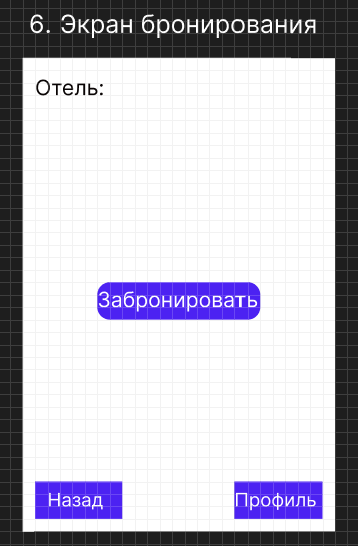 6. Экран бронирования
Отель:
Забронировать
Назад
Профиль